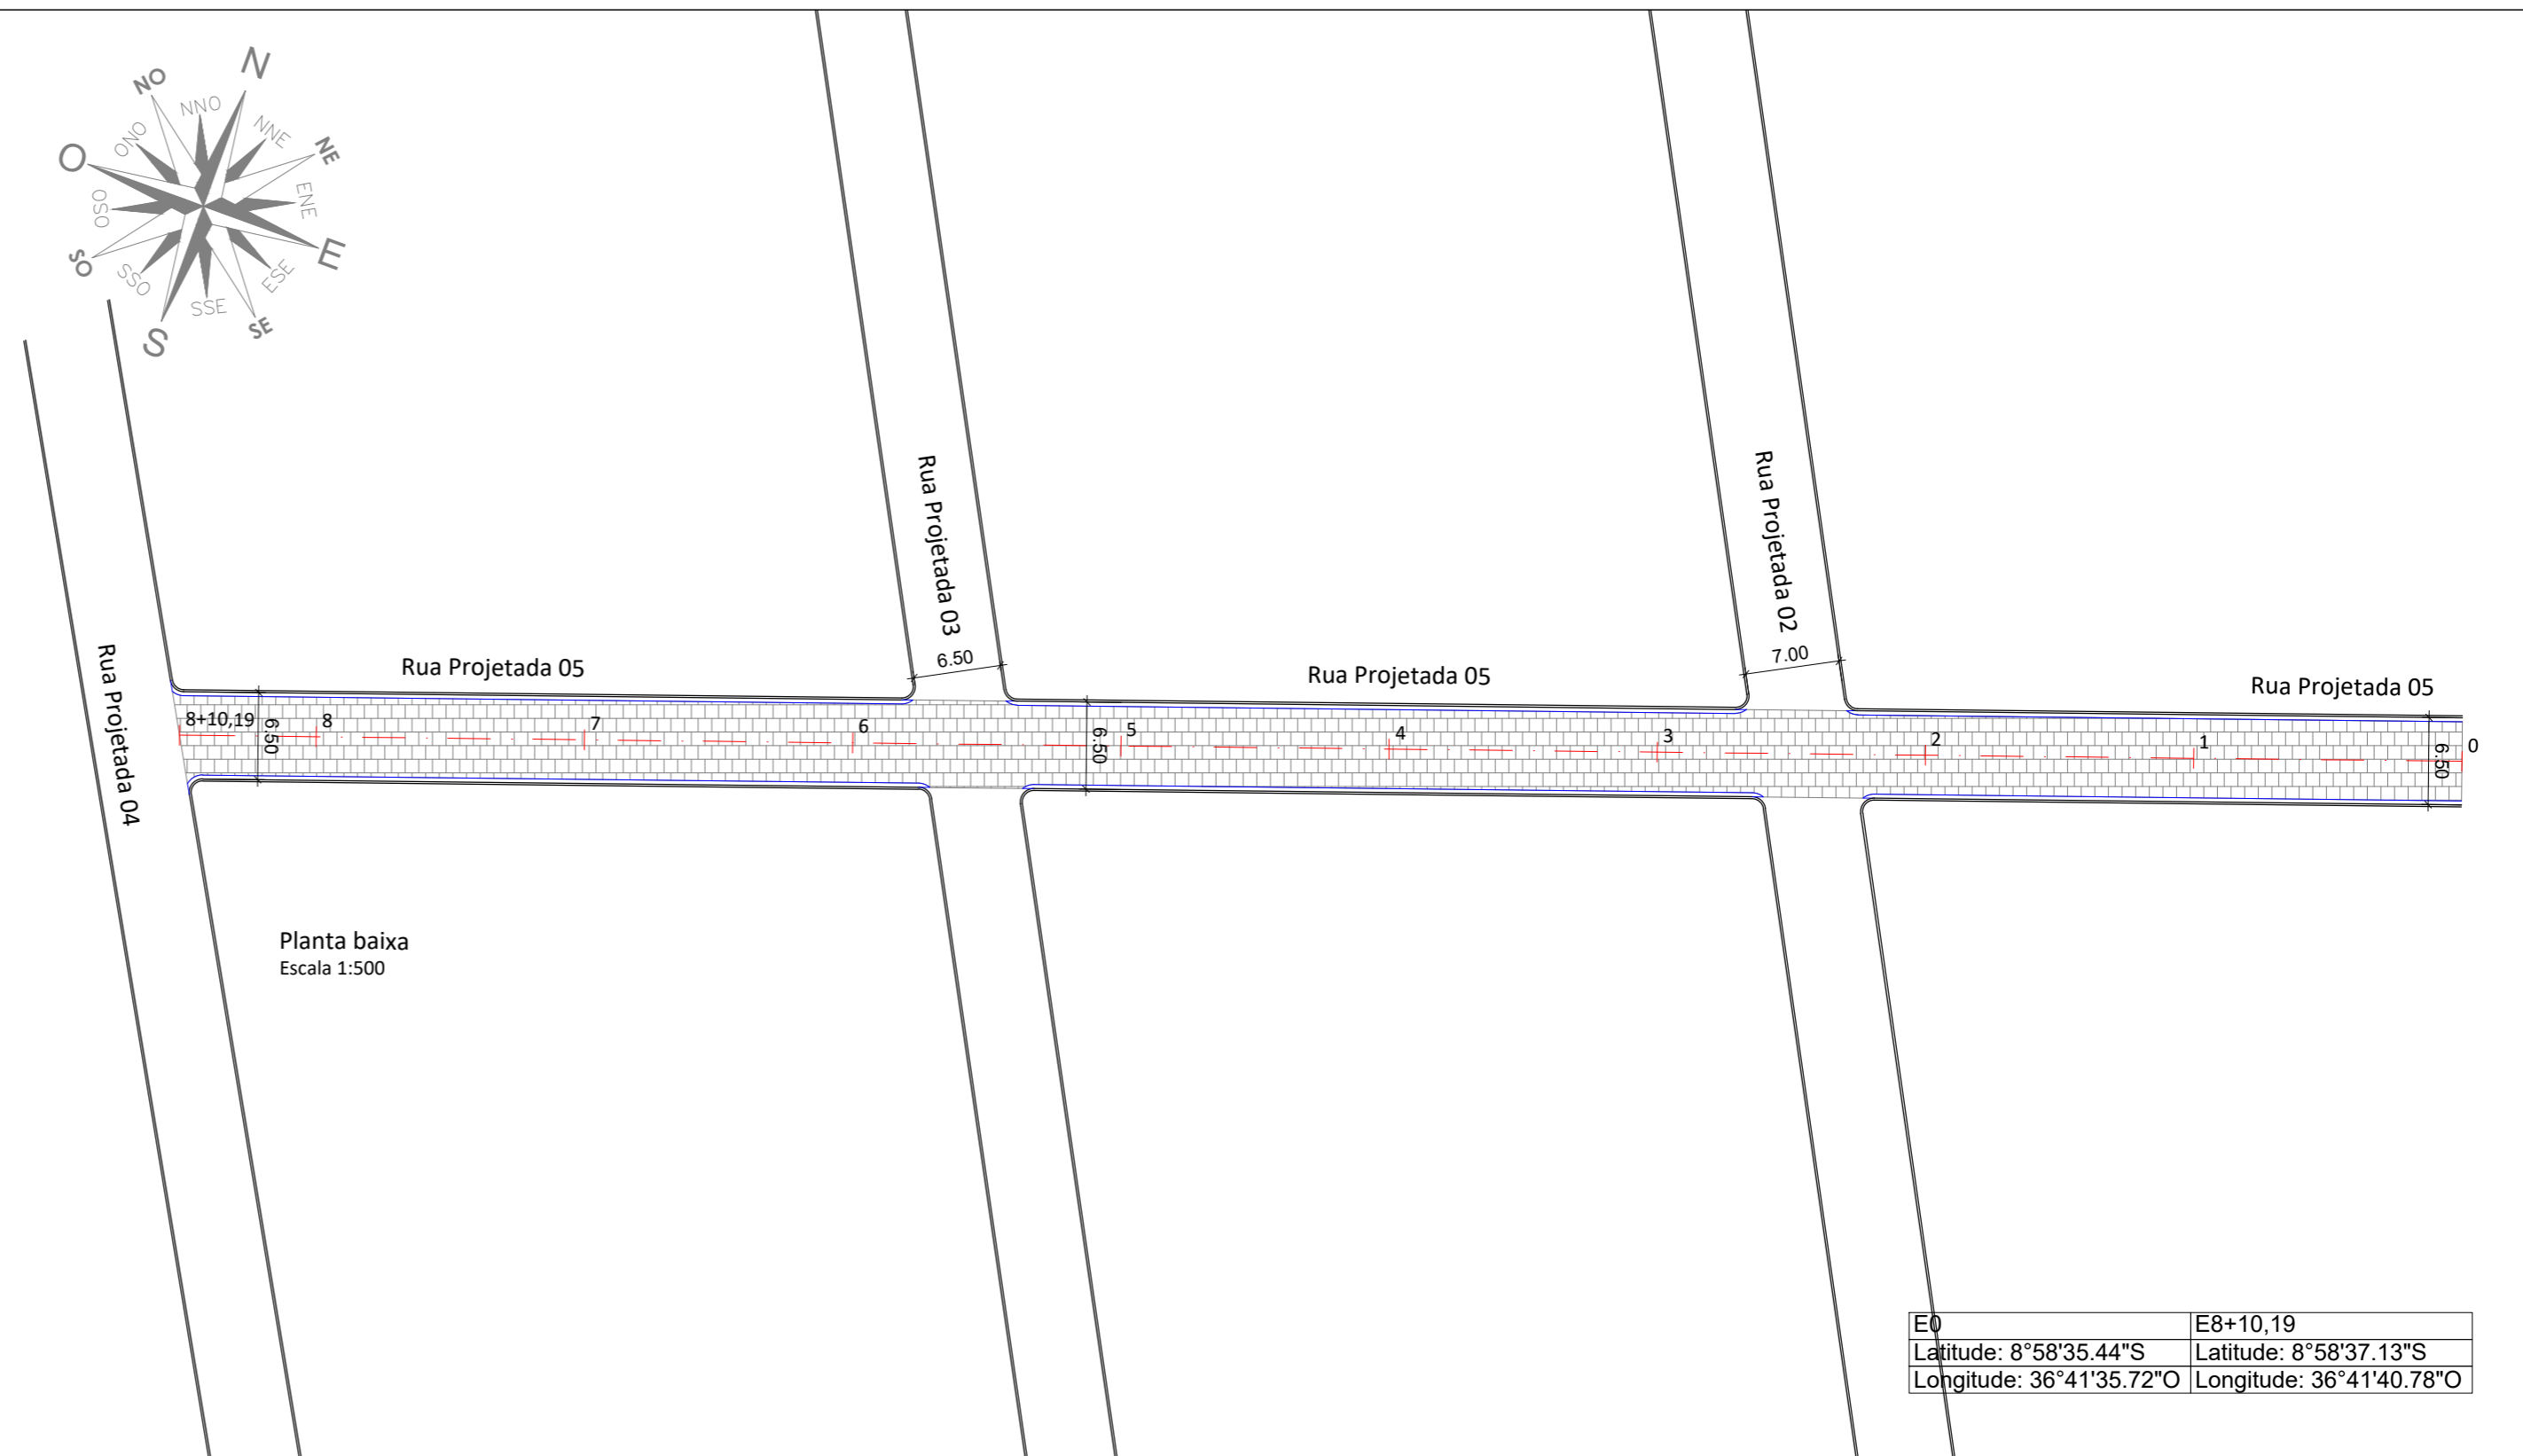 N
NO
NNO
NNE
NE
ONO
O
ENE
OSO
E
SO
SSO
ESE
SSE
SE
S
Rua Projetada 03
Rua Projetada 02
6.50
7.00
Rua Projetada 04
Rua Projetada 05
Rua Projetada 05
Rua Projetada 05
8+10,19
6.50
8
7
6
6.50
5
4
3
2
1
6.50
0
Planta baixa
Escala 1:500
E0 E8+10,19
Latitude: 8°58'35.44"S Latitude: 8°58'37.13"S
Longitude: 36°41'35.72"O Longitude: 36°41'40.78"O